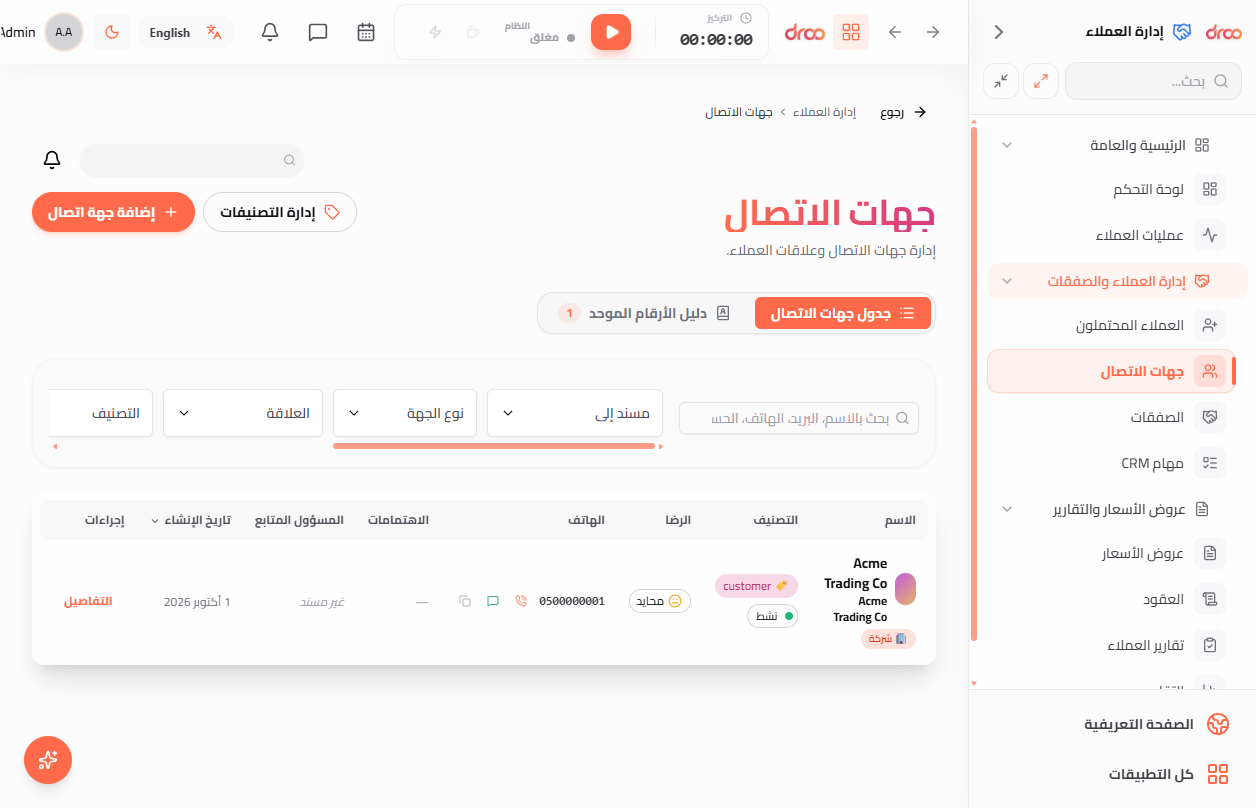 droo
إدارة العملاء
بحث...
الرئيسية والعامة
لوحة التحكم
عمليات العملاء
إدارة العملاء والصفقات
العملاء المحتملون
جهات الاتصال
الصفقات
مهام CRM
عروض الأسعار والتقارير
عروض الأسعار
العقود
تقارير العملاء
الصفحة التعريفية
كل التطبيقات
droo
التركيز
00:00:00
النظام
مغلق
English
A.A
Admin
رجوع
إدارة العملاء › جهات الاتصال
جهات الاتصال
إدارة جهات الاتصال وعلاقات العملاء.
إدارة التصنيفات
إضافة جهة اتصال
جدول جهات الاتصال
دليل الأرقام الموحد 1
بحث بالاسم، البريد، الهاتف، الحس
مسند إلى
نوع الجهة
العلاقة
التصنيف
الاسم التصنيف الرضا الهاتف الاهتمامات المسؤول المتابع تاريخ الإنشاء إجراءات
Acme
Trading Co
Acme
Trading Co
شركة
customer
نشط
محايد
0500000001
—
غير مسند
1 أكتوبر 2026
التفاصيل